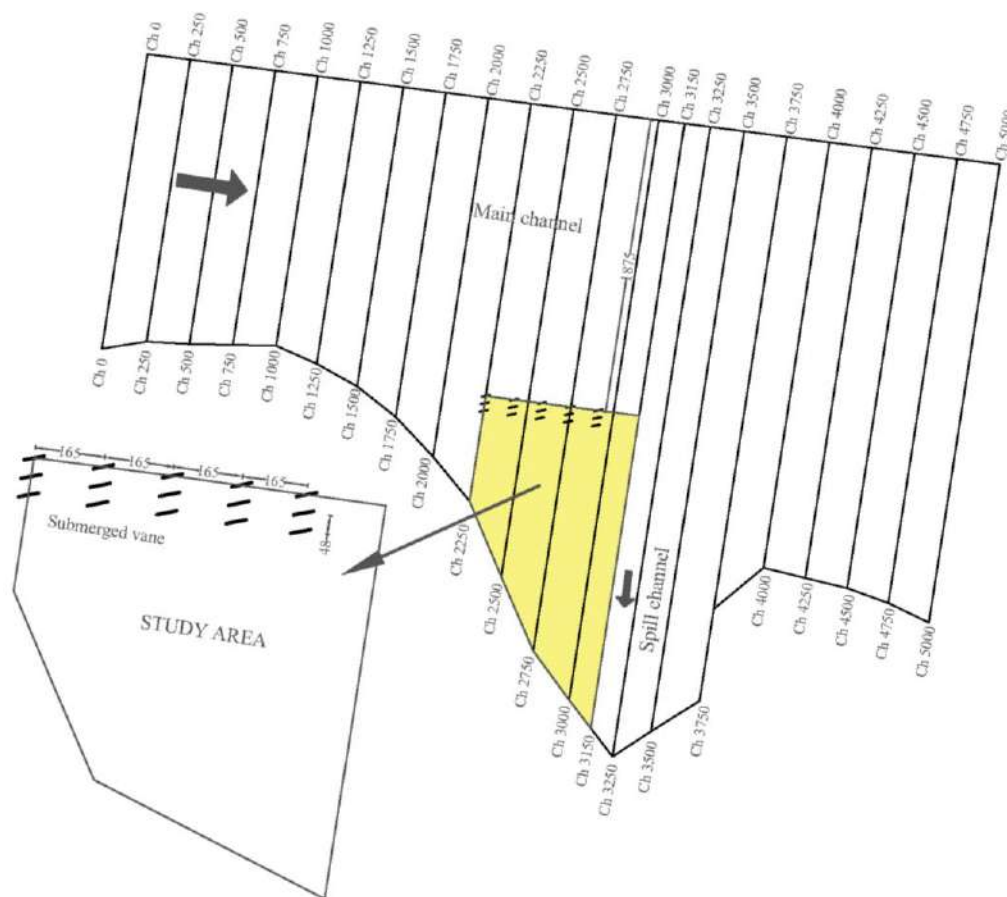 Ch 0
Ch 250
Ch 500
Ch 750
Ch 1000
Ch 1250
Ch 1500
Ch 1750
Ch 2000
Ch 2250
Ch 2500
Ch 2750
Ch 3000
Ch 3150
Ch 3250
Ch 3500
Ch 3750
Ch 4000
Ch 4250
Ch 4500
Ch 4750
Ch 5000
Main channel
1875
Ch 0
Ch 250
Ch 500
Ch 750
Ch 1000
Ch 1250
Ch 1500
Ch 1750
Ch 2000
Ch 2250
Ch 2500
Ch 2750
Ch 3000
Ch 3150
Ch 3250
Ch 3500
Ch 3750
Ch 4000
Ch 4250
Ch 4500
Ch 4750
Ch 5000
Spill channel
165
165
165
165
48
Submerged vane
STUDY AREA